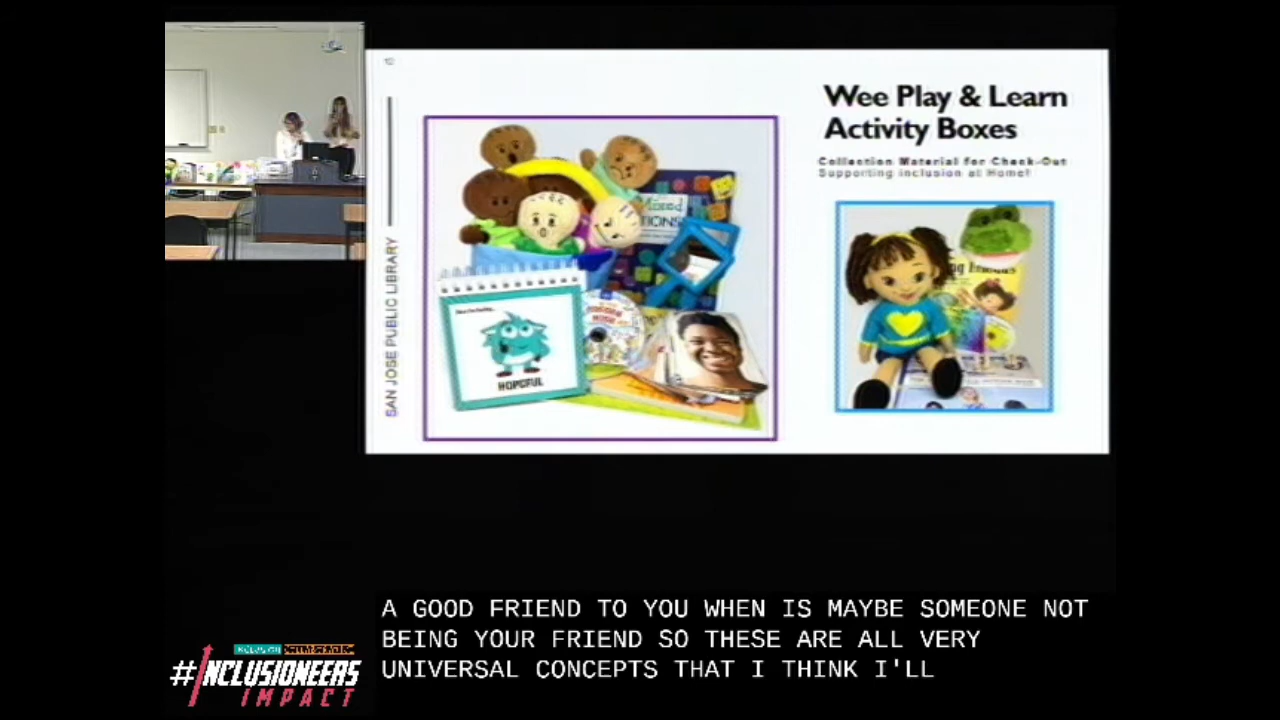 10
Wee Play & Learn
Activity Boxes
Collection Material for Check-Out
Supporting inclusion at Home!
SAN JOSE PUBLIC LIBRARY
Mixed
HOPEFUL
A GOOD FRIEND TO YOU WHEN IS MAYBE SOMEONE NOT
BEING YOUR FRIEND SO THESE ARE ALL VERY
UNIVERSAL CONCEPTS THAT I THINK I'LL
#INCLUSIONEERS
IMPACT